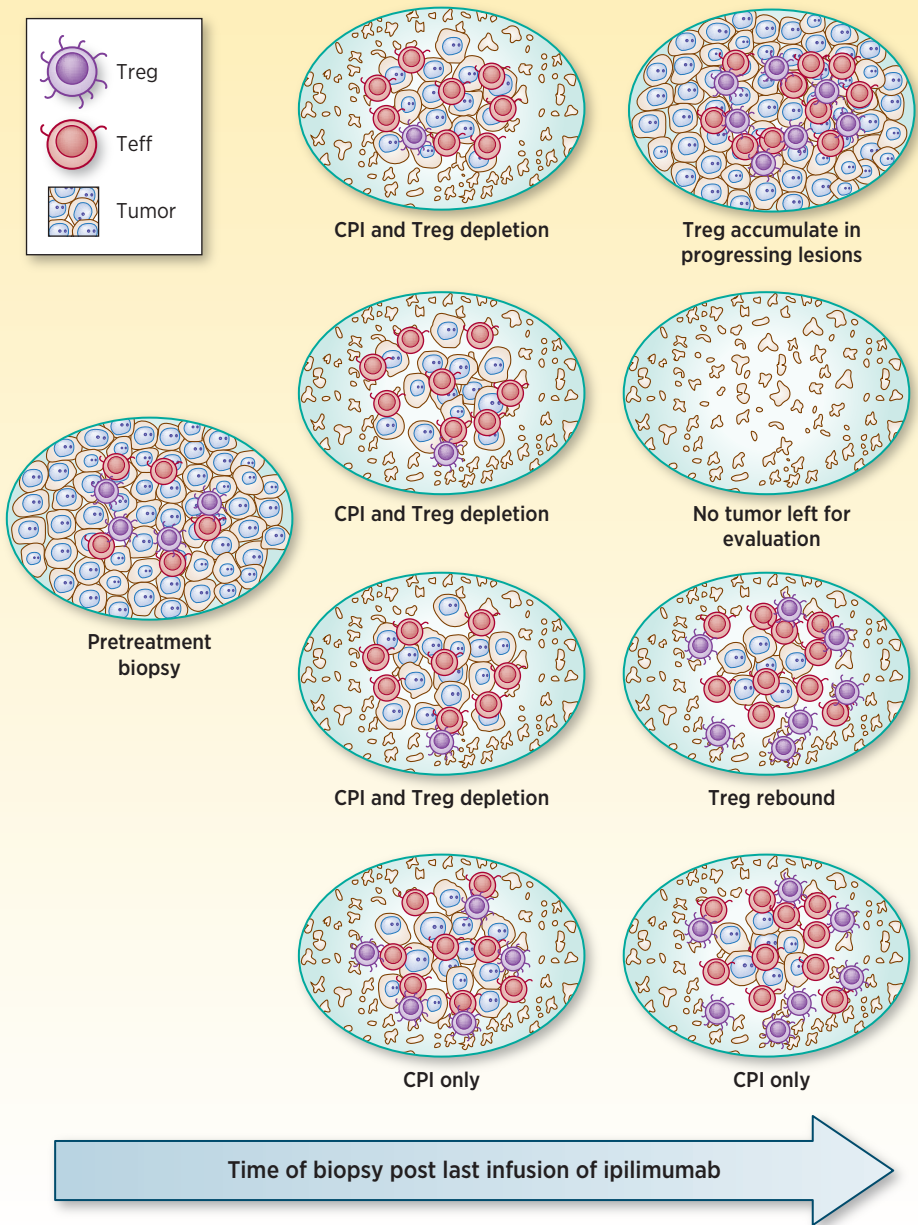 Treg
Teff
Tumor
CPI and Treg depletion
Treg accumulate in
progressing lesions
CPI and Treg depletion
No tumor left for
evaluation
Pretreatment
biopsy
CPI and Treg depletion
Treg rebound
CPI only
CPI only
Time of biopsy post last infusion of ipilimumab